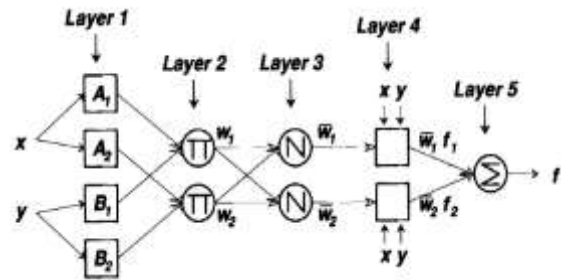 Layer 1
Layer 2
Layer 3
Layer 4
Layer 5
x
y
A1
A2
B1
B2
Π
Π
w1
w2
N
N
w̅1
w̅2
x y
x y
w̅1 f1
w̅2 f2
Σ
f